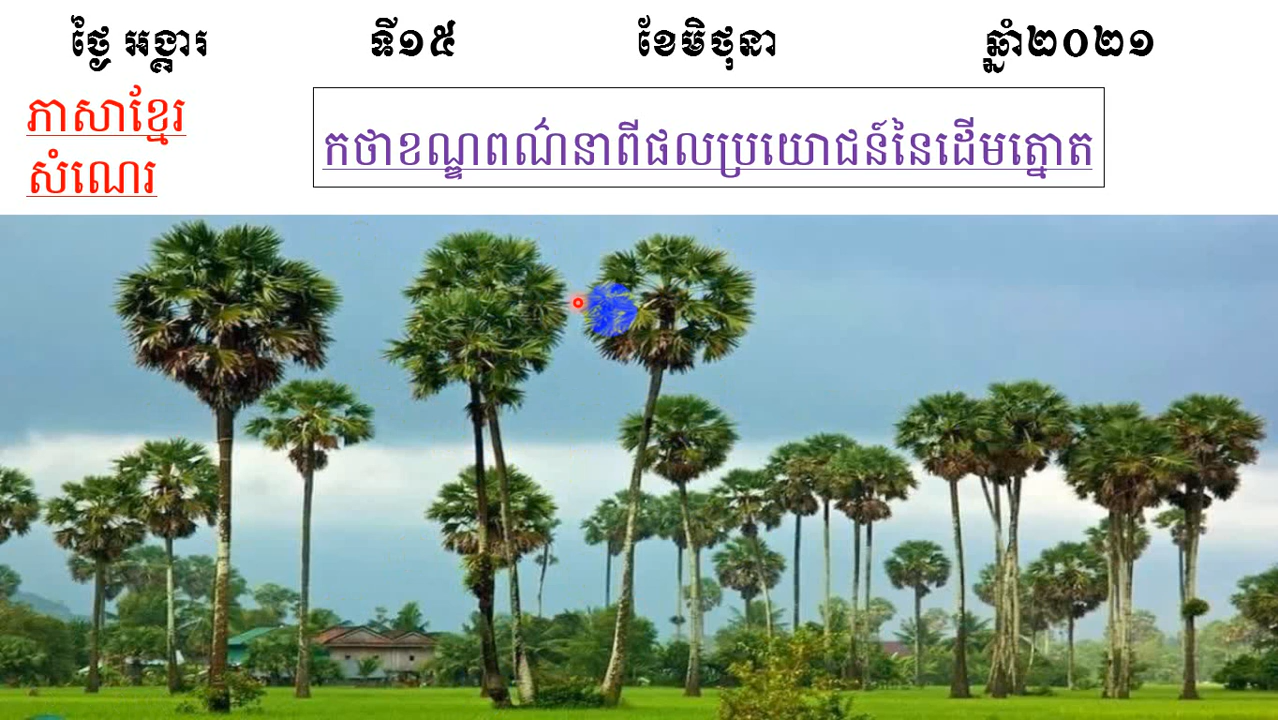 ថ្ងៃ អង្គារ ទី១៥ ខែមិថុនា ឆ្នាំ២០២១
ភាសាខ្មែរ
សំណេរ
កថាខណ្ឌពណ៌នាពីផលប្រយោជន៍នៃដើមត្នោត